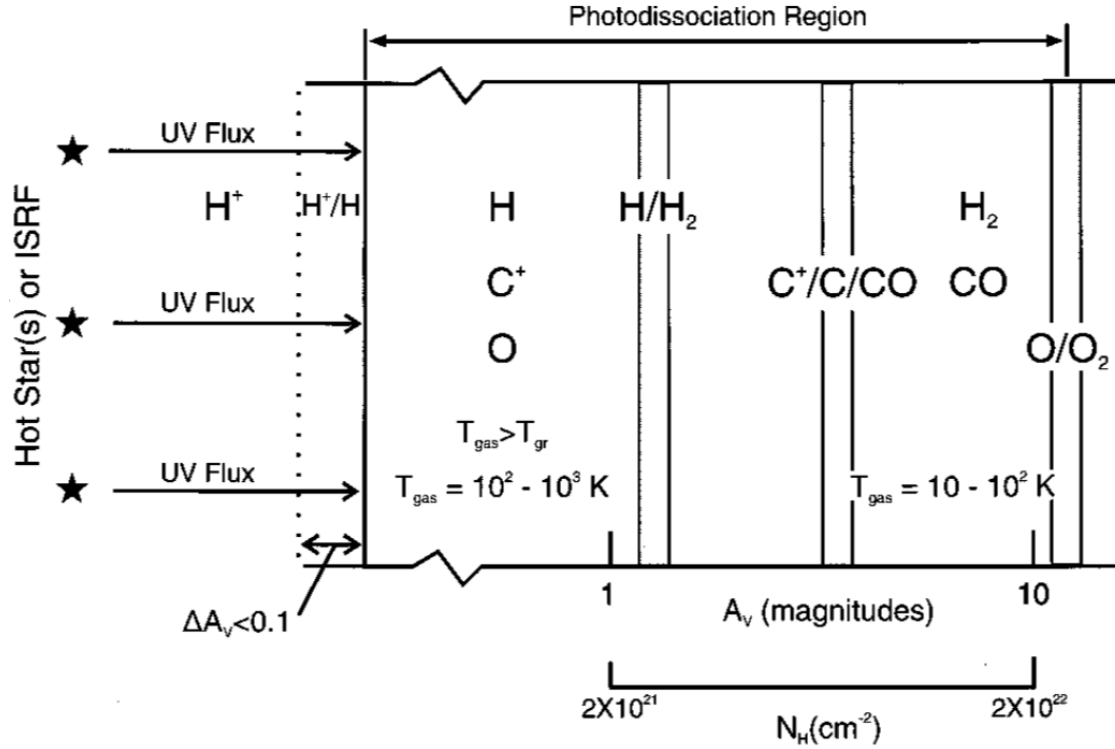 Photodissociation Region
Hot Star(s) or ISRF
UV Flux
H⁺
H⁺/H
H
H/H₂
H₂
C⁺
C⁺/C/CO
CO
UV Flux
O
O/O₂
T_gas>T_gr
UV Flux
T_gas = 10² - 10³ K
T_gas = 10 - 10² K
ΔA_V<0.1
1
A_V (magnitudes)
10
2X10²¹
N_H(cm⁻²)
2X10²²